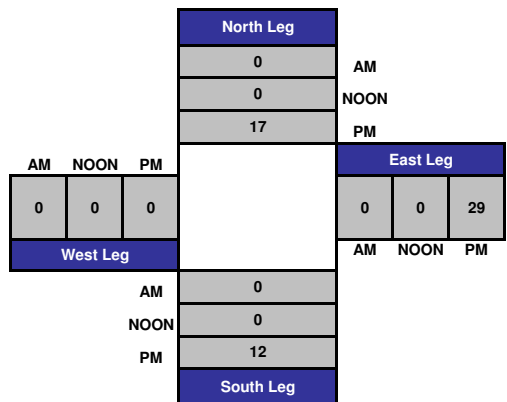 North Leg
0 AM
0 NOON
17 PM
AM NOON PM East Leg
0 0 0 0 0 29
West Leg AM NOON PM
AM 0
NOON 0
PM 12
South Leg